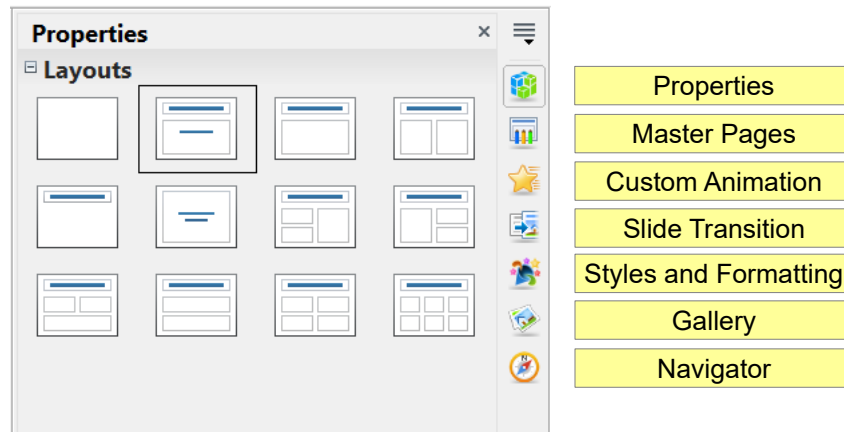 Properties
Layouts
Properties
Master Pages
Custom Animation
Slide Transition
Styles and Formatting
Gallery
Navigator